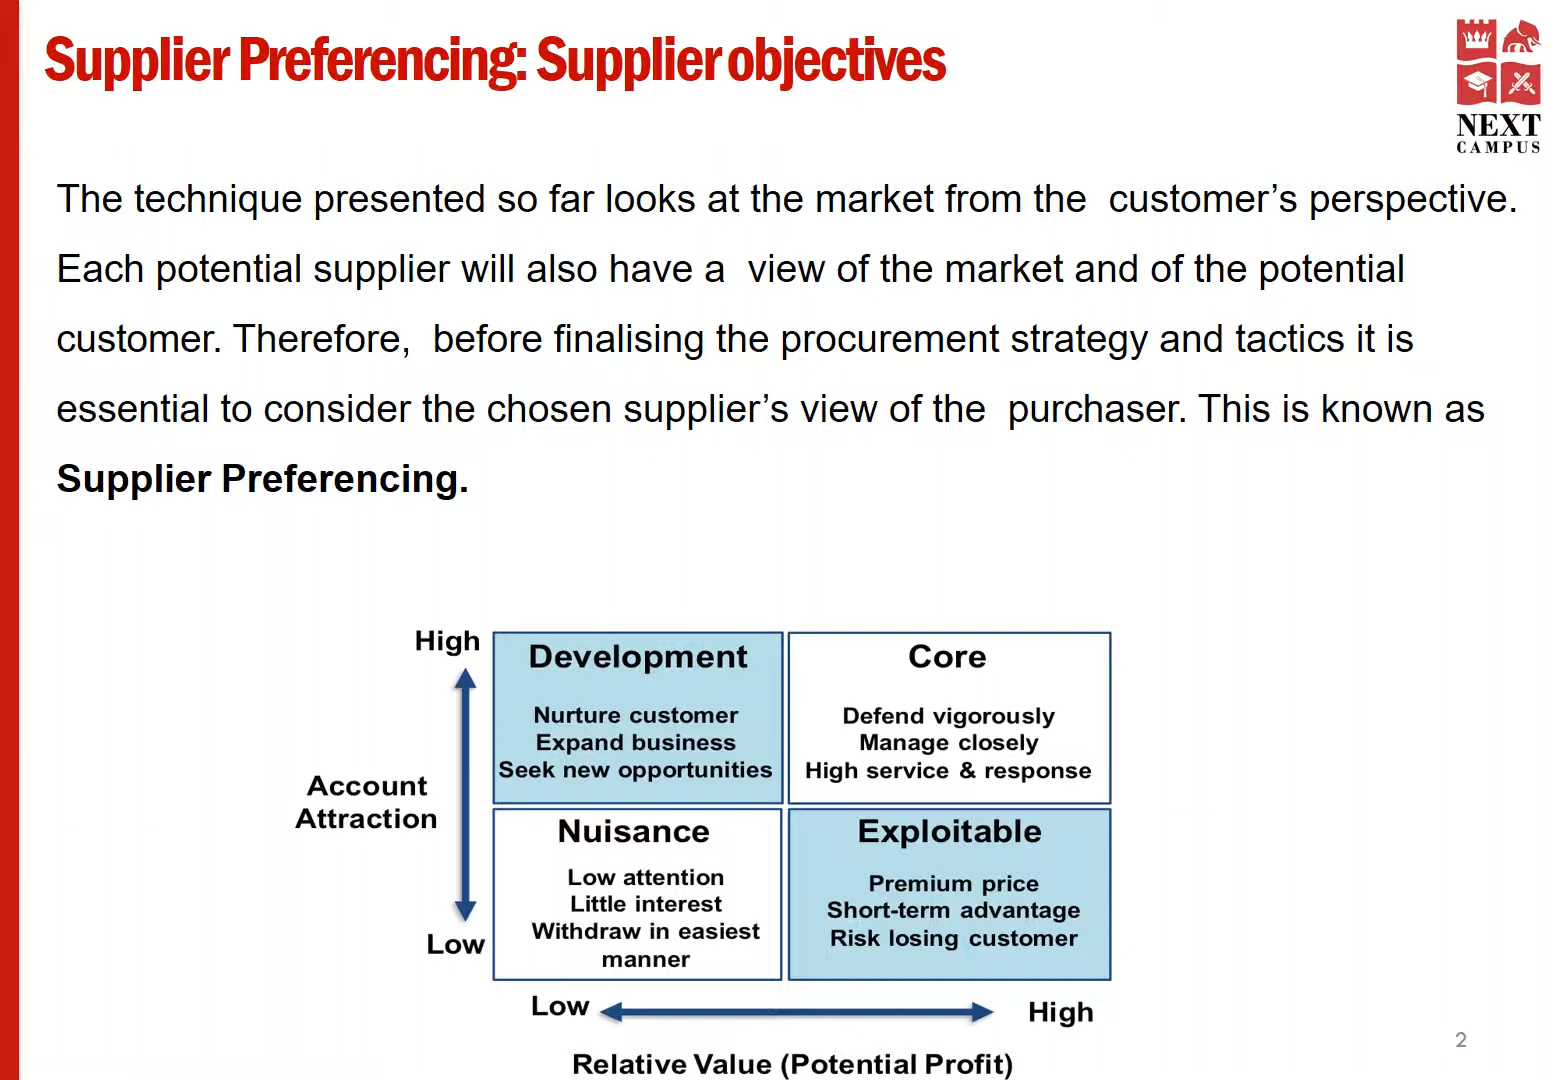 Supplier Preferencing: Supplier objectives
NEXT
CAMPUS
The technique presented so far looks at the market from the customer’s perspective.
Each potential supplier will also have a view of the market and of the potential
customer. Therefore, before finalising the procurement strategy and tactics it is
essential to consider the chosen supplier’s view of the purchaser. This is known as
Supplier Preferencing.
High
Account
Attraction
Low
Development
Nurture customer
Expand business
Seek new opportunities
Core
Defend vigorously
Manage closely
High service & response
Nuisance
Low attention
Little interest
Withdraw in easiest
manner
Exploitable
Premium price
Short-term advantage
Risk losing customer
Low
High
Relative Value (Potential Profit)
2